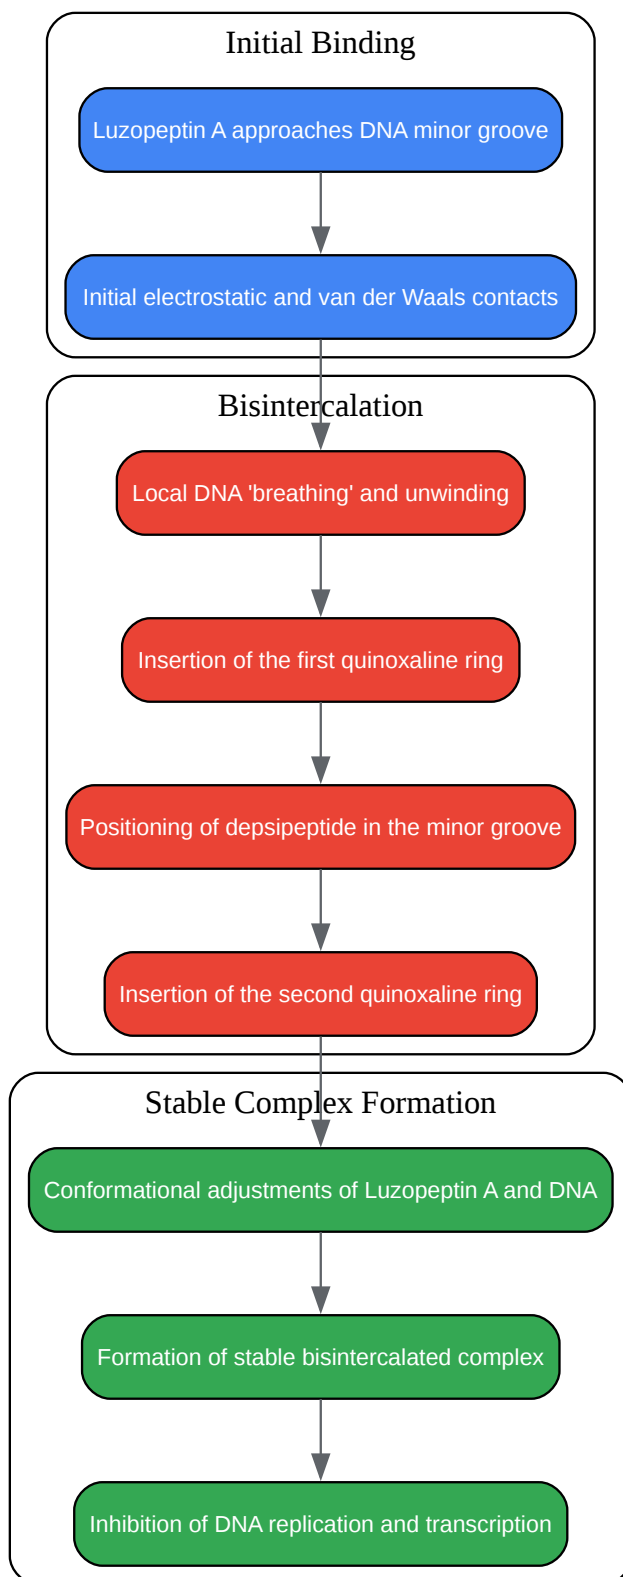 Initial Binding
Luzopeptin A approaches DNA minor groove
Initial electrostatic and van der Waals contacts
Bisintercalation
Local DNA 'breathing' and unwinding
Insertion of the first quinoxaline ring
Positioning of depsipeptide in the minor groove
Insertion of the second quinoxaline ring
Stable Complex Formation
Conformational adjustments of Luzopeptin A and DNA
Formation of stable bisintercalated complex
Inhibition of DNA replication and transcription